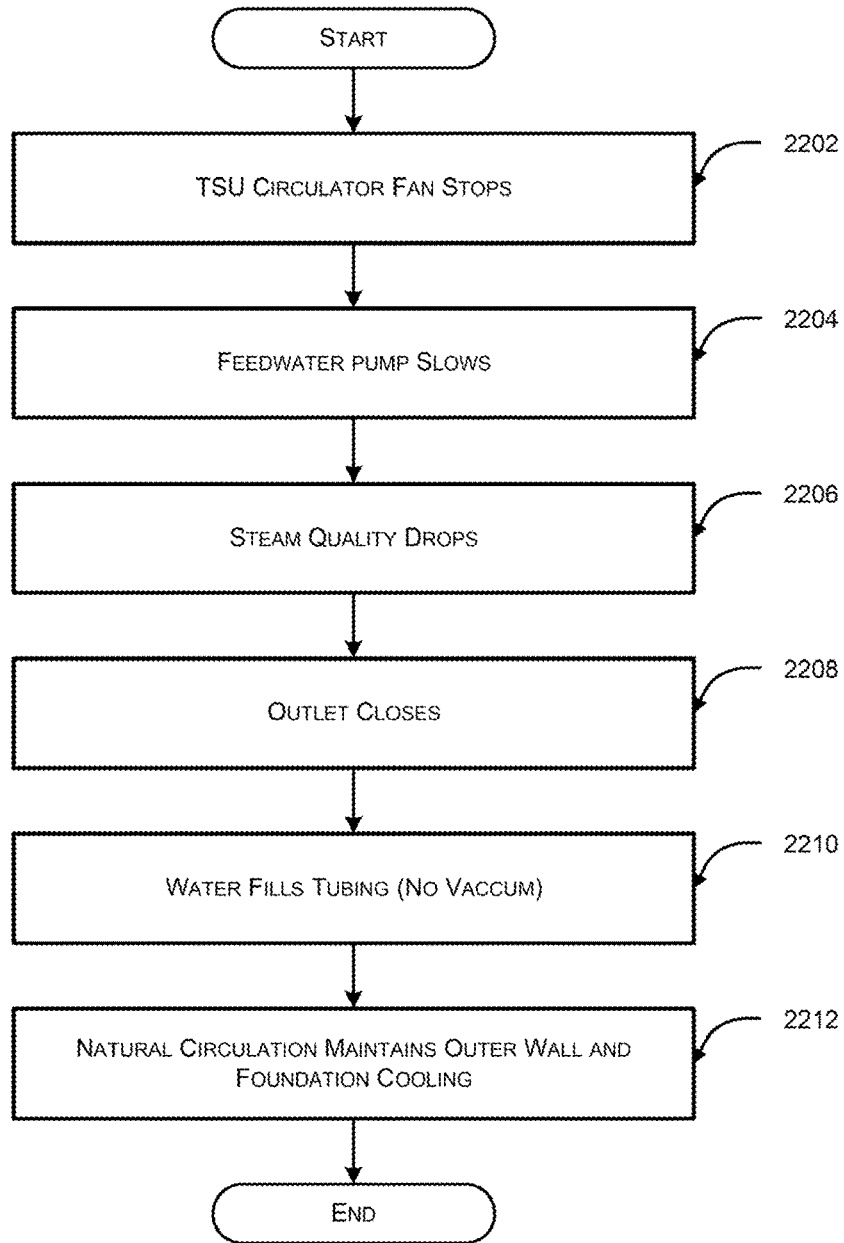 START
TSU CIRCULATOR FAN STOPS
2202
FEEDWATER PUMP SLOWS
2204
STEAM QUALITY DROPS
2206
OUTLET CLOSES
2208
WATER FILLS TUBING (NO VACCUM)
2210
NATURAL CIRCULATION MAINTAINS OUTER WALL AND
FOUNDATION COOLING
2212
END